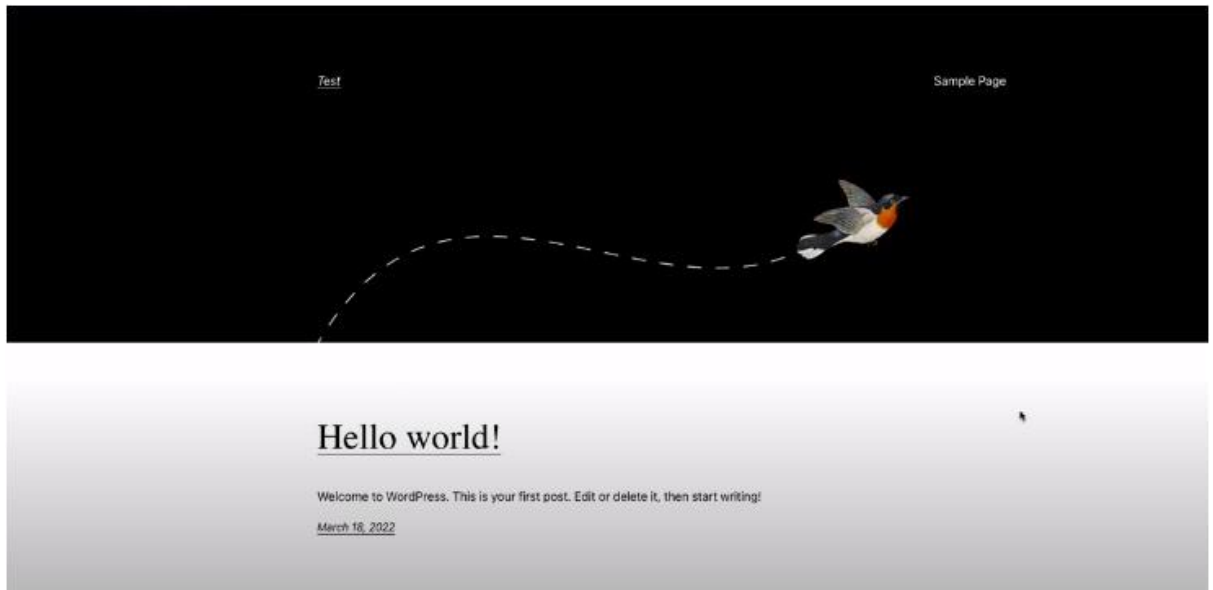 Test
Sample Page
Hello world!
Welcome to WordPress. This is your first post. Edit or delete it, then start writing!
March 18, 2022